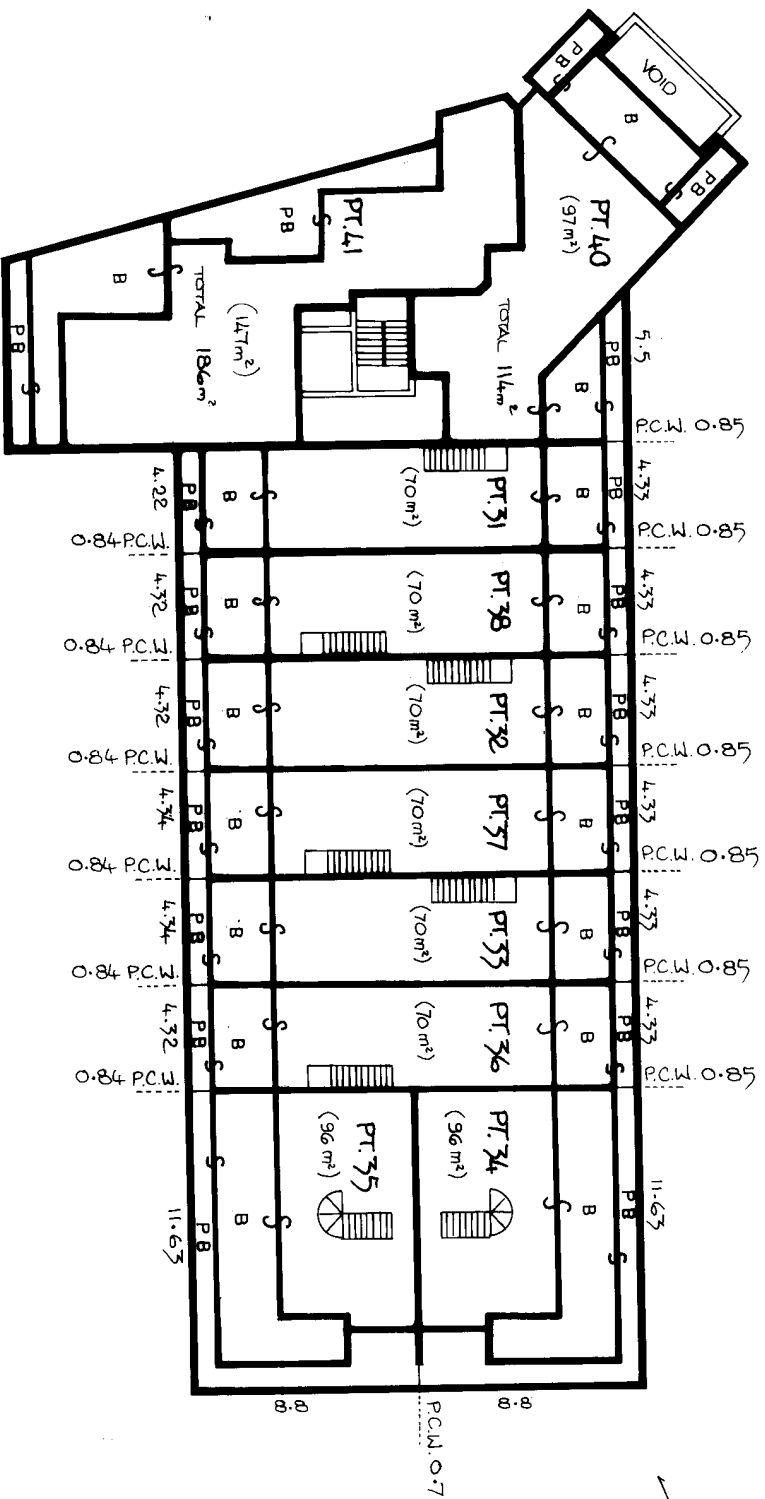 VOID
PB
B
PB
PT.40
(97m²)
PT.41
PB
B
PB
TOTAL 186m²
(147m²)
TOTAL 114m²
5.5
PB
B
P.C.W. 0.85
4.33
PB
B
PT.31
(70m²)
B
PB
4.22
P.C.W. 0.85
0.84 P.C.W.
4.33
PB
B
PT.38
(70m²)
B
PB
4.32
P.C.W. 0.85
0.84 P.C.W.
4.33
PB
B
PT.32
(70m²)
B
PB
4.32
P.C.W. 0.85
0.84 P.C.W.
4.33
PB
B
PT.37
(70m²)
B
PB
4.34
P.C.W. 0.85
0.84 P.C.W.
4.33
PB
B
PT.33
(70m²)
B
PB
4.34
P.C.W. 0.85
0.84 P.C.W.
4.33
PB
B
PT.36
(70m²)
B
PB
4.32
P.C.W. 0.85
0.84 P.C.W.
11.63
PB
B
PT.34
(96m²)
PT.35
(96m²)
B
PB
11.63
8.8
8.8
P.C.W. 0.7